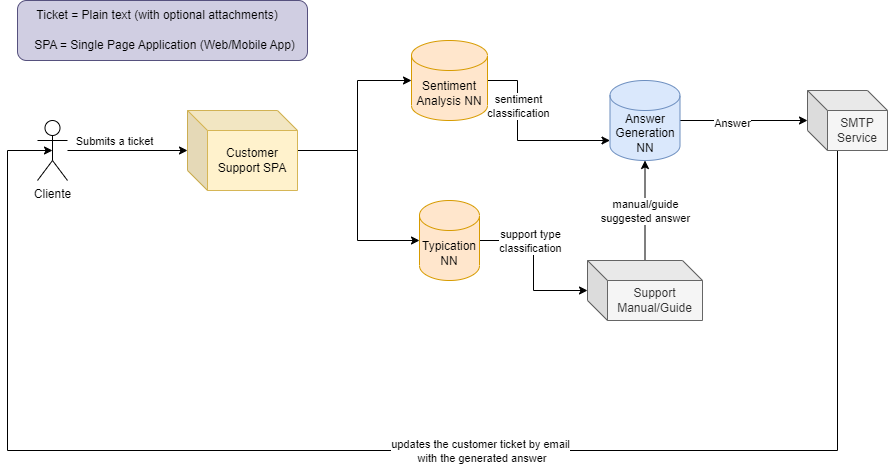 Ticket = Plain text (with optional attachments)
SPA = Single Page Application (Web/Mobile App)
Sentiment
Analysis NN
sentiment
classification
Answer
Generation
NN
Answer
SMTP
Service
Submits a ticket
Cliente
Customer
Support SPA
manual/guide
suggested answer
Typication
NN
support type
classification
Support
Manual/Guide
updates the customer ticket by email
with the generated answer